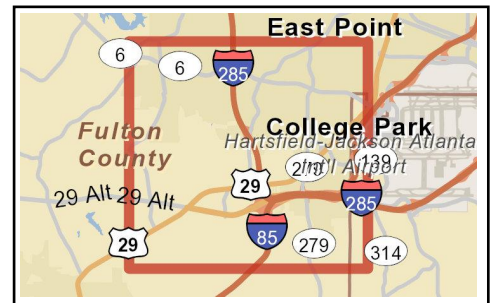 East Point
6
6
285
Fulton
County
College Park
Hartsfield-Jackson Atlanta
Int'l Airport
139
29 Alt 29 Alt
29
285
29
85
279
314